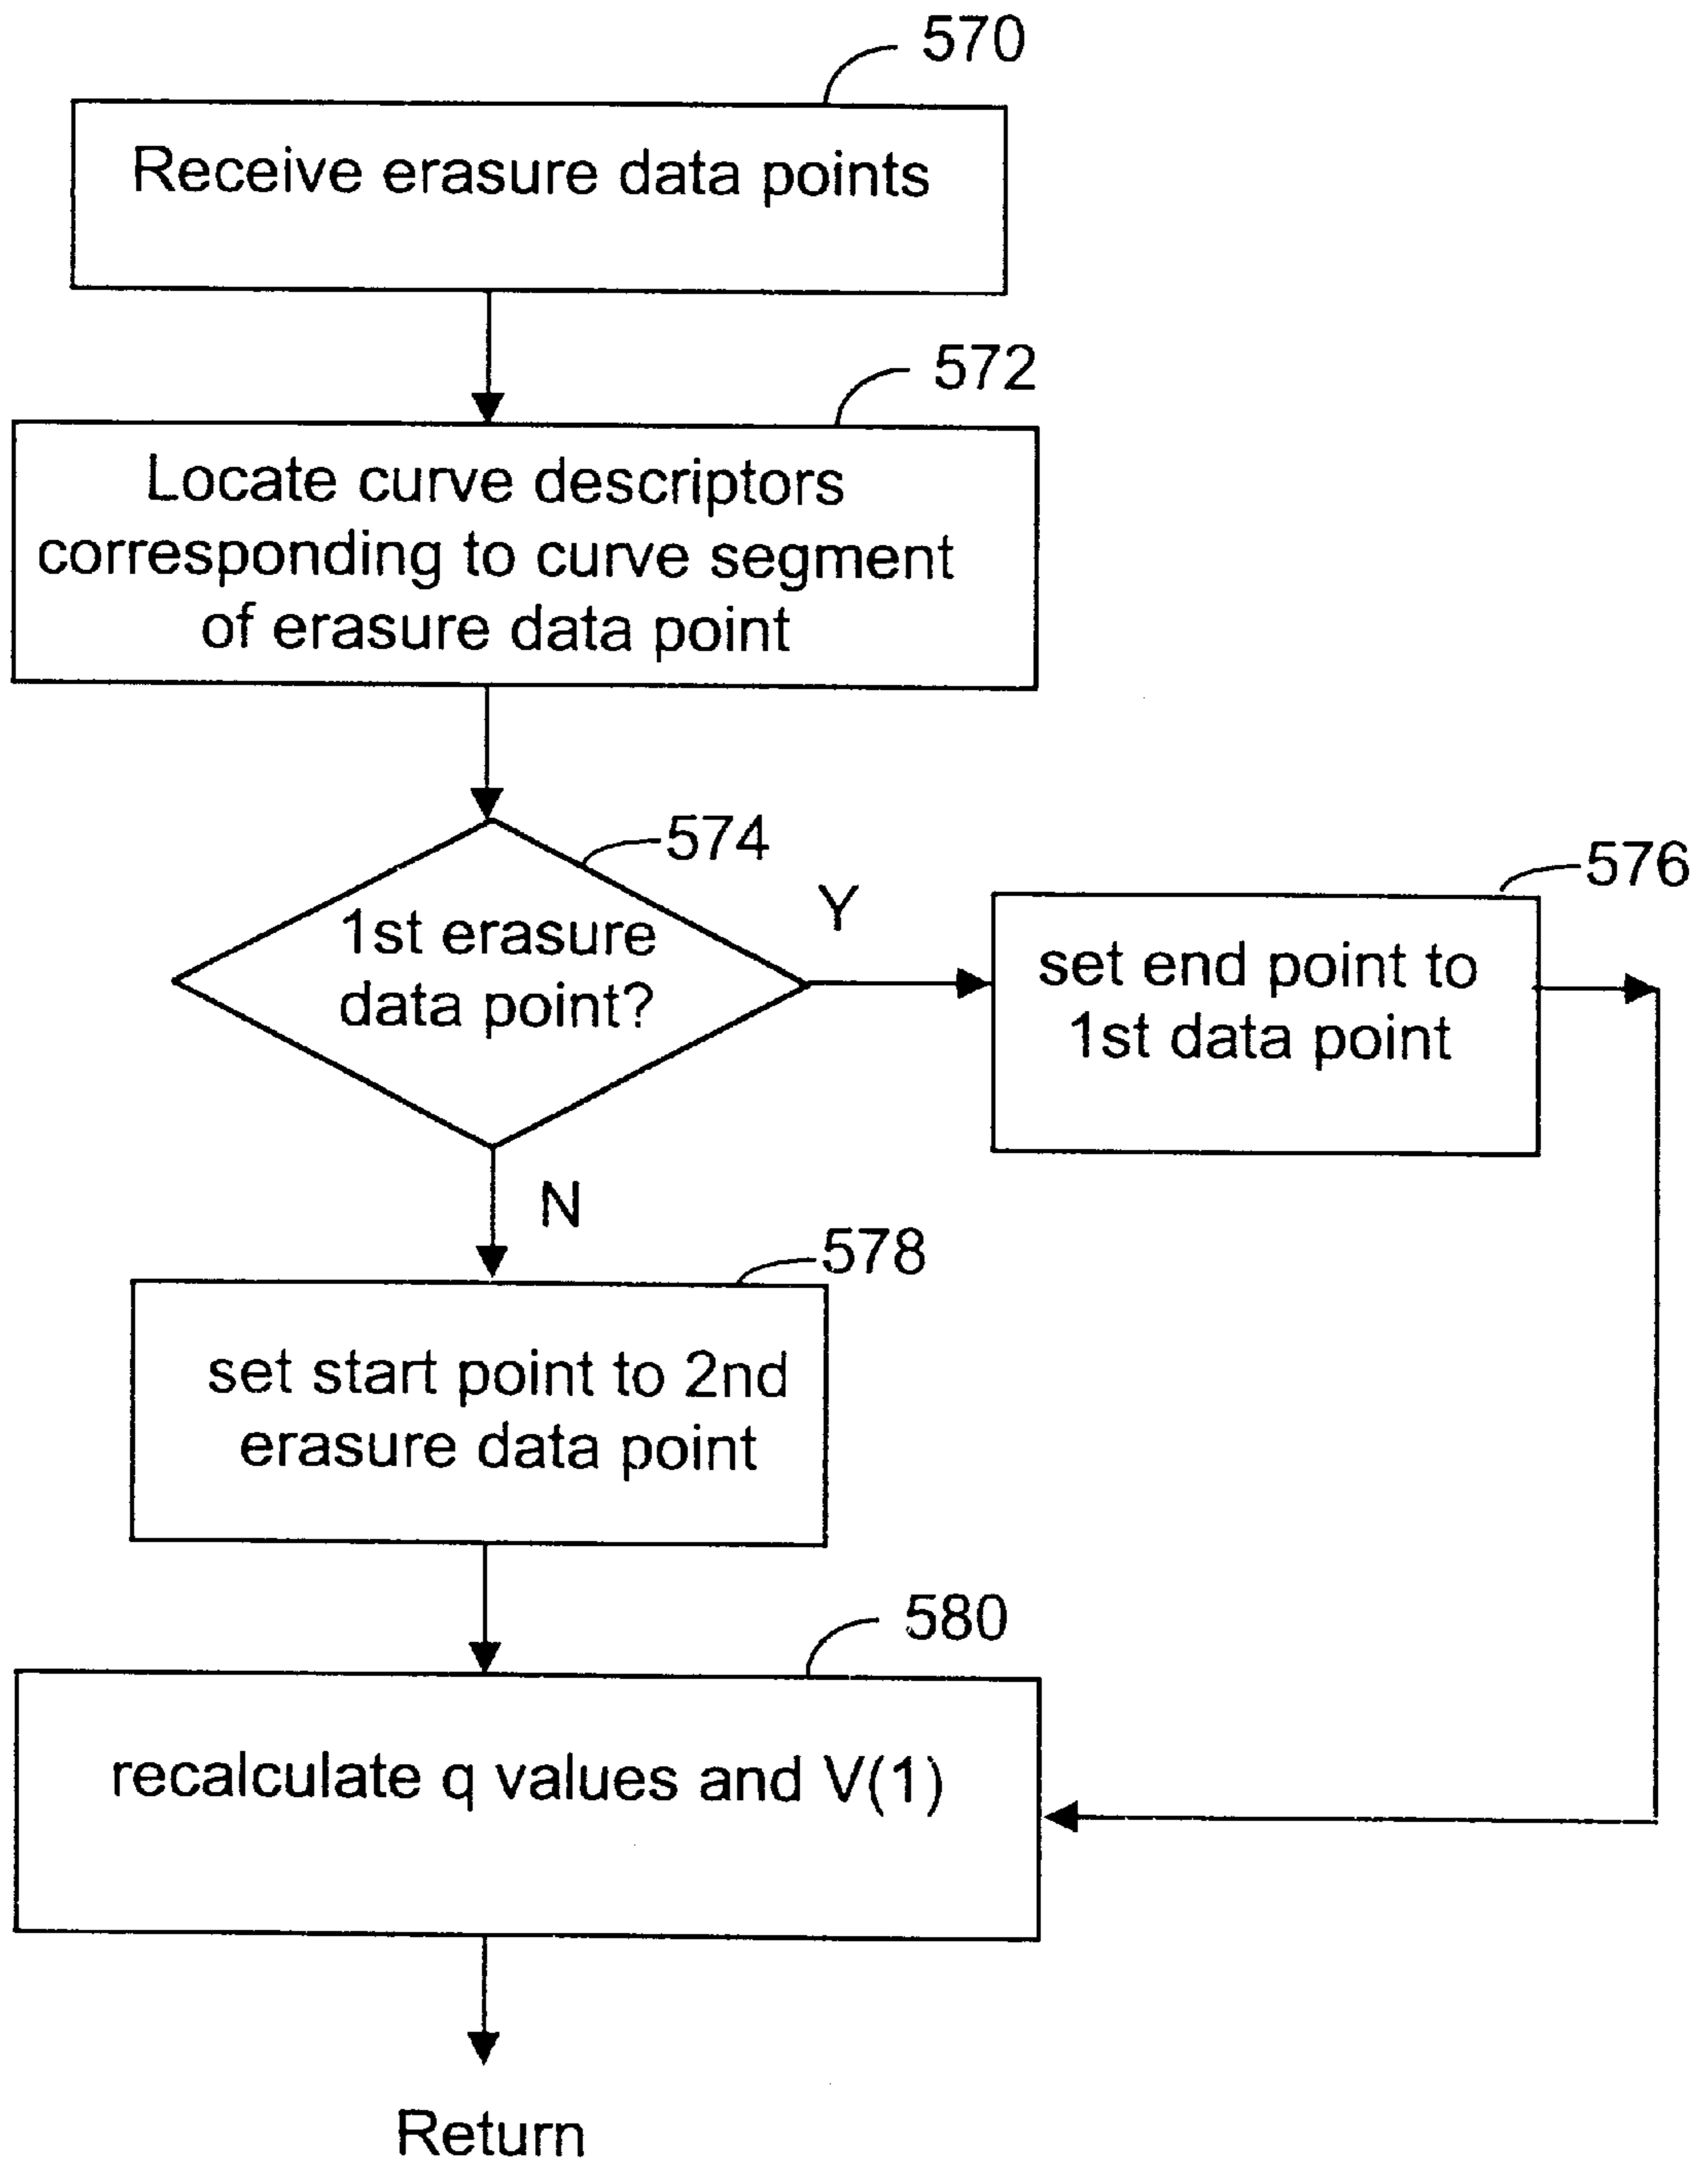 570
Receive erasure data points
572
Locate curve descriptors
corresponding to curve segment
of erasure data point
574
1st erasure
data point?
Y
576
set end point to
1st data point
N
578
set start point to 2nd
erasure data point
580
recalculate q values and V(1)
Return